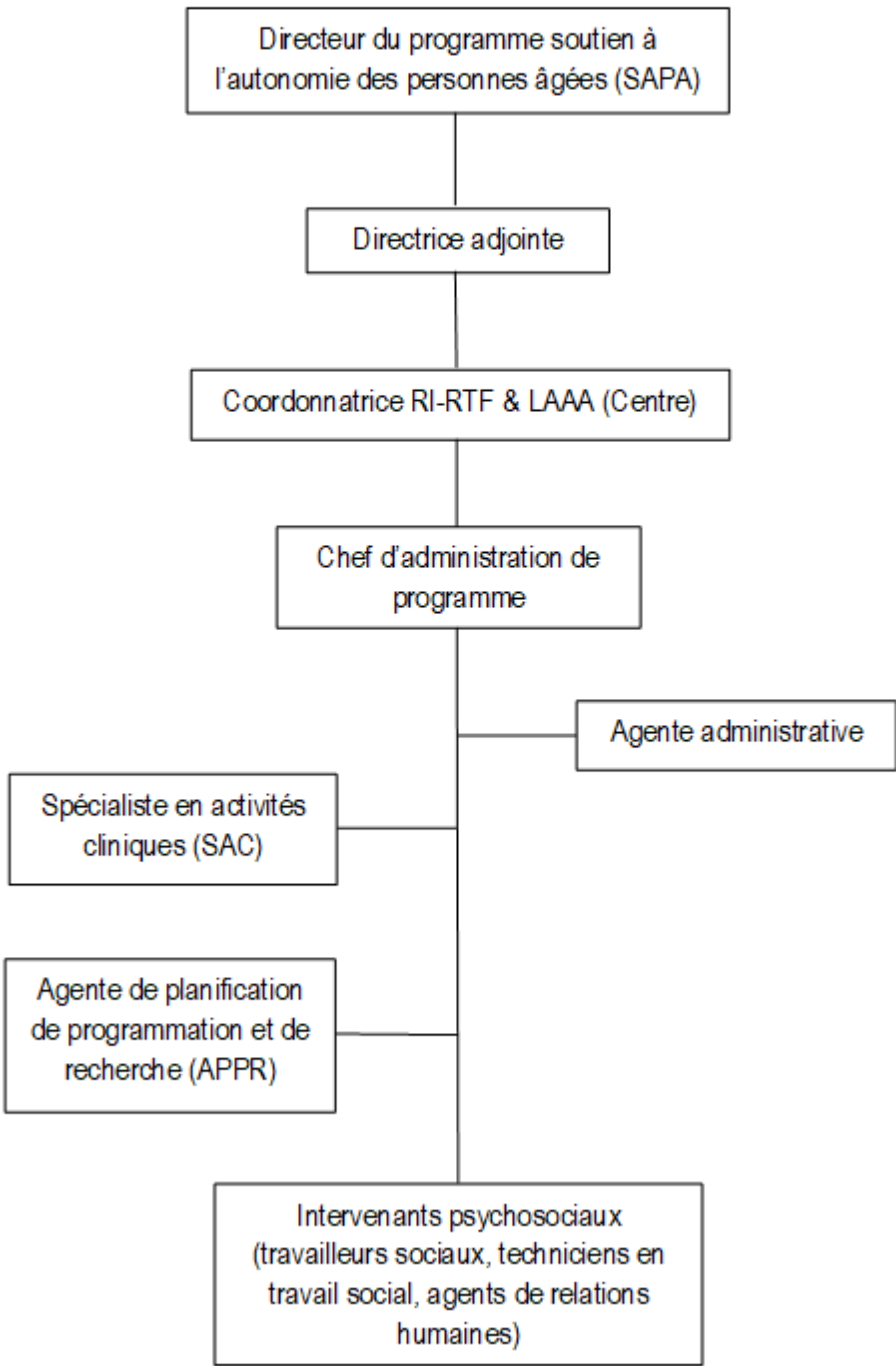 Directeur du programme soutien à
l'autonomie des personnes âgées (SAPA)
Directrice adjointe
Coordonnatrice RI-RTF & LAAA (Centre)
Chef d'administration de
programme
Agente administrative
Spécialiste en activités
cliniques (SAC)
Agente de planification
de programmation et de
recherche (APPR)
Intervenants psychosociaux
(travailleurs sociaux, techniciens en
travail social, agents de relations
humaines)